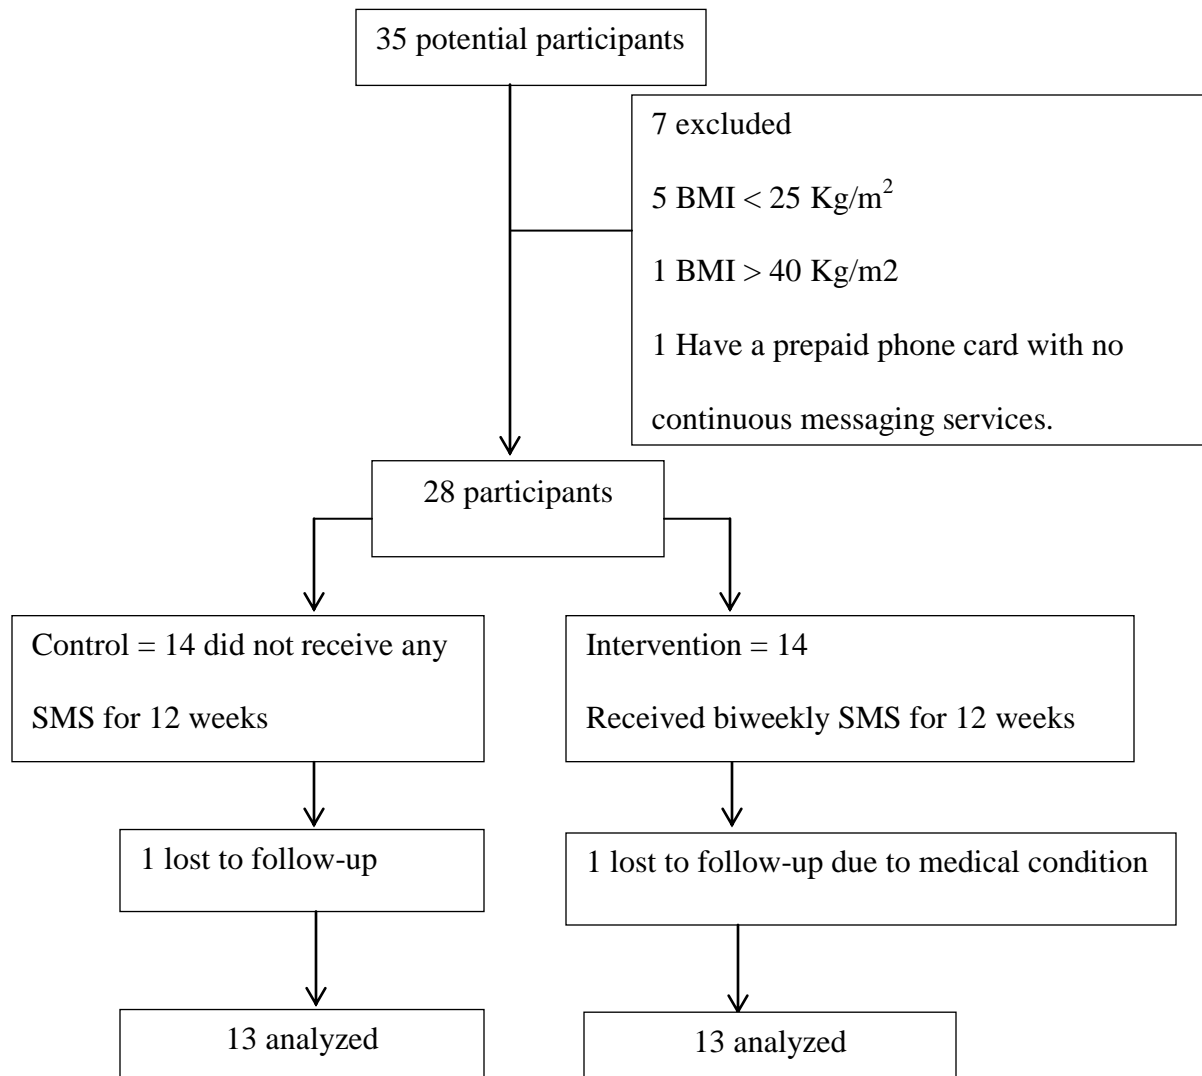 35 potential participants
7 excluded
5 BMI < 25 Kg/m²
1 BMI > 40 Kg/m2
1 Have a prepaid phone card with no
continuous messaging services.
28 participants
Control = 14 did not receive any
SMS for 12 weeks
Intervention = 14
Received biweekly SMS for 12 weeks
1 lost to follow-up
1 lost to follow-up due to medical condition
13 analyzed
13 analyzed